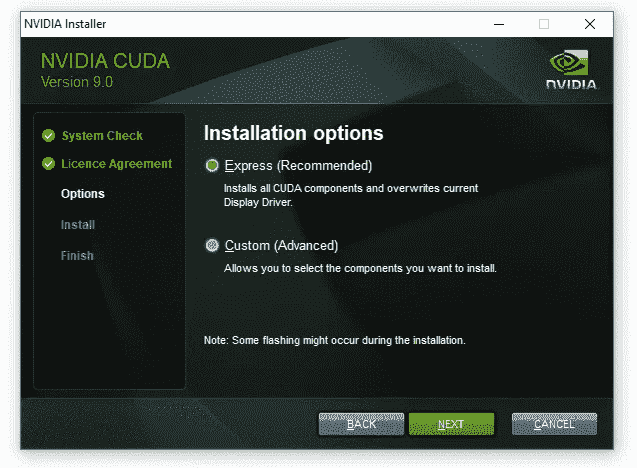 NVIDIA Installer
NVIDIA CUDA
Version 9.0
NVIDIA
System Check
Licence Agreement
Options
Install
Finish
Installation options
Express (Recommended)
Installs all CUDA components and overwrites current
Display Driver.
Custom (Advanced)
Allows you to select the components you want to install.
Note: Some flashing might occur during the installation.
BACK
NEXT
CANCEL